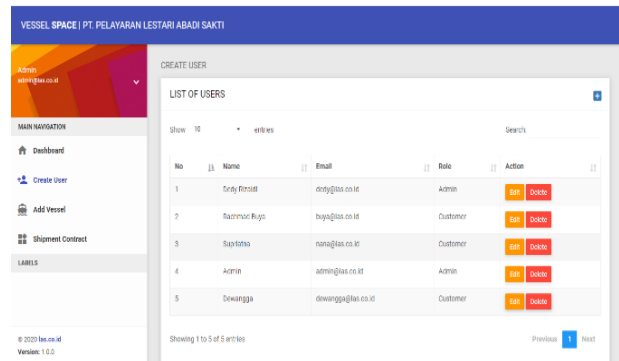 VESSEL SPACE | PT. PELAYARAN LESTARI ABADI SAKTI
Admin
admin@las.co.id
MAIN NAVIGATION
Dashboard
Create User
Add Vessel
Shipment Contract
LABELS
© 2020 las.co.id
Version: 1.0.0
CREATE USER
LIST OF USERS
Show 10 entries
Search:
No Name Email Role Action
1 Dedy Rizaldi dedy@las.co.id Admin Edit Delete
2 Rachmad Buya buya@las.co.id Customer Edit Delete
3 Supriatna nana@las.co.id Customer Edit Delete
4 Admin admin@las.co.id Admin Edit Delete
5 Dewangga dewangga@las.co.id Customer Edit Delete
Showing 1 to 5 of 5 entries
Previous 1 Next